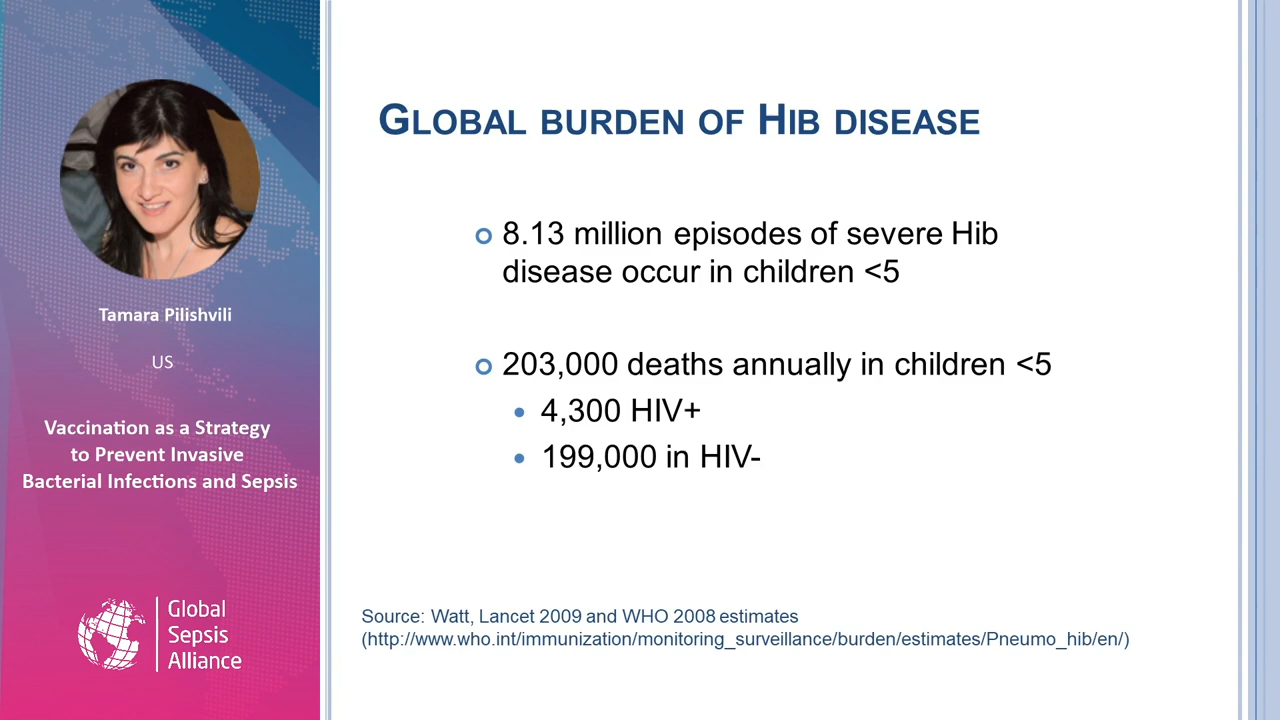 Tamara Pilishvili
US
Vaccination as a Strategy
to Prevent Invasive
Bacterial Infections and Sepsis
Global
Sepsis
Alliance
GLOBAL BURDEN OF HIB DISEASE
8.13 million episodes of severe Hib
disease occur in children <5
203,000 deaths annually in children <5
4,300 HIV+
199,000 in HIV-
Source: Watt, Lancet 2009 and WHO 2008 estimates
(http://www.who.int/immunization/monitoring_surveillance/burden/estimates/Pneumo_hib/en/)